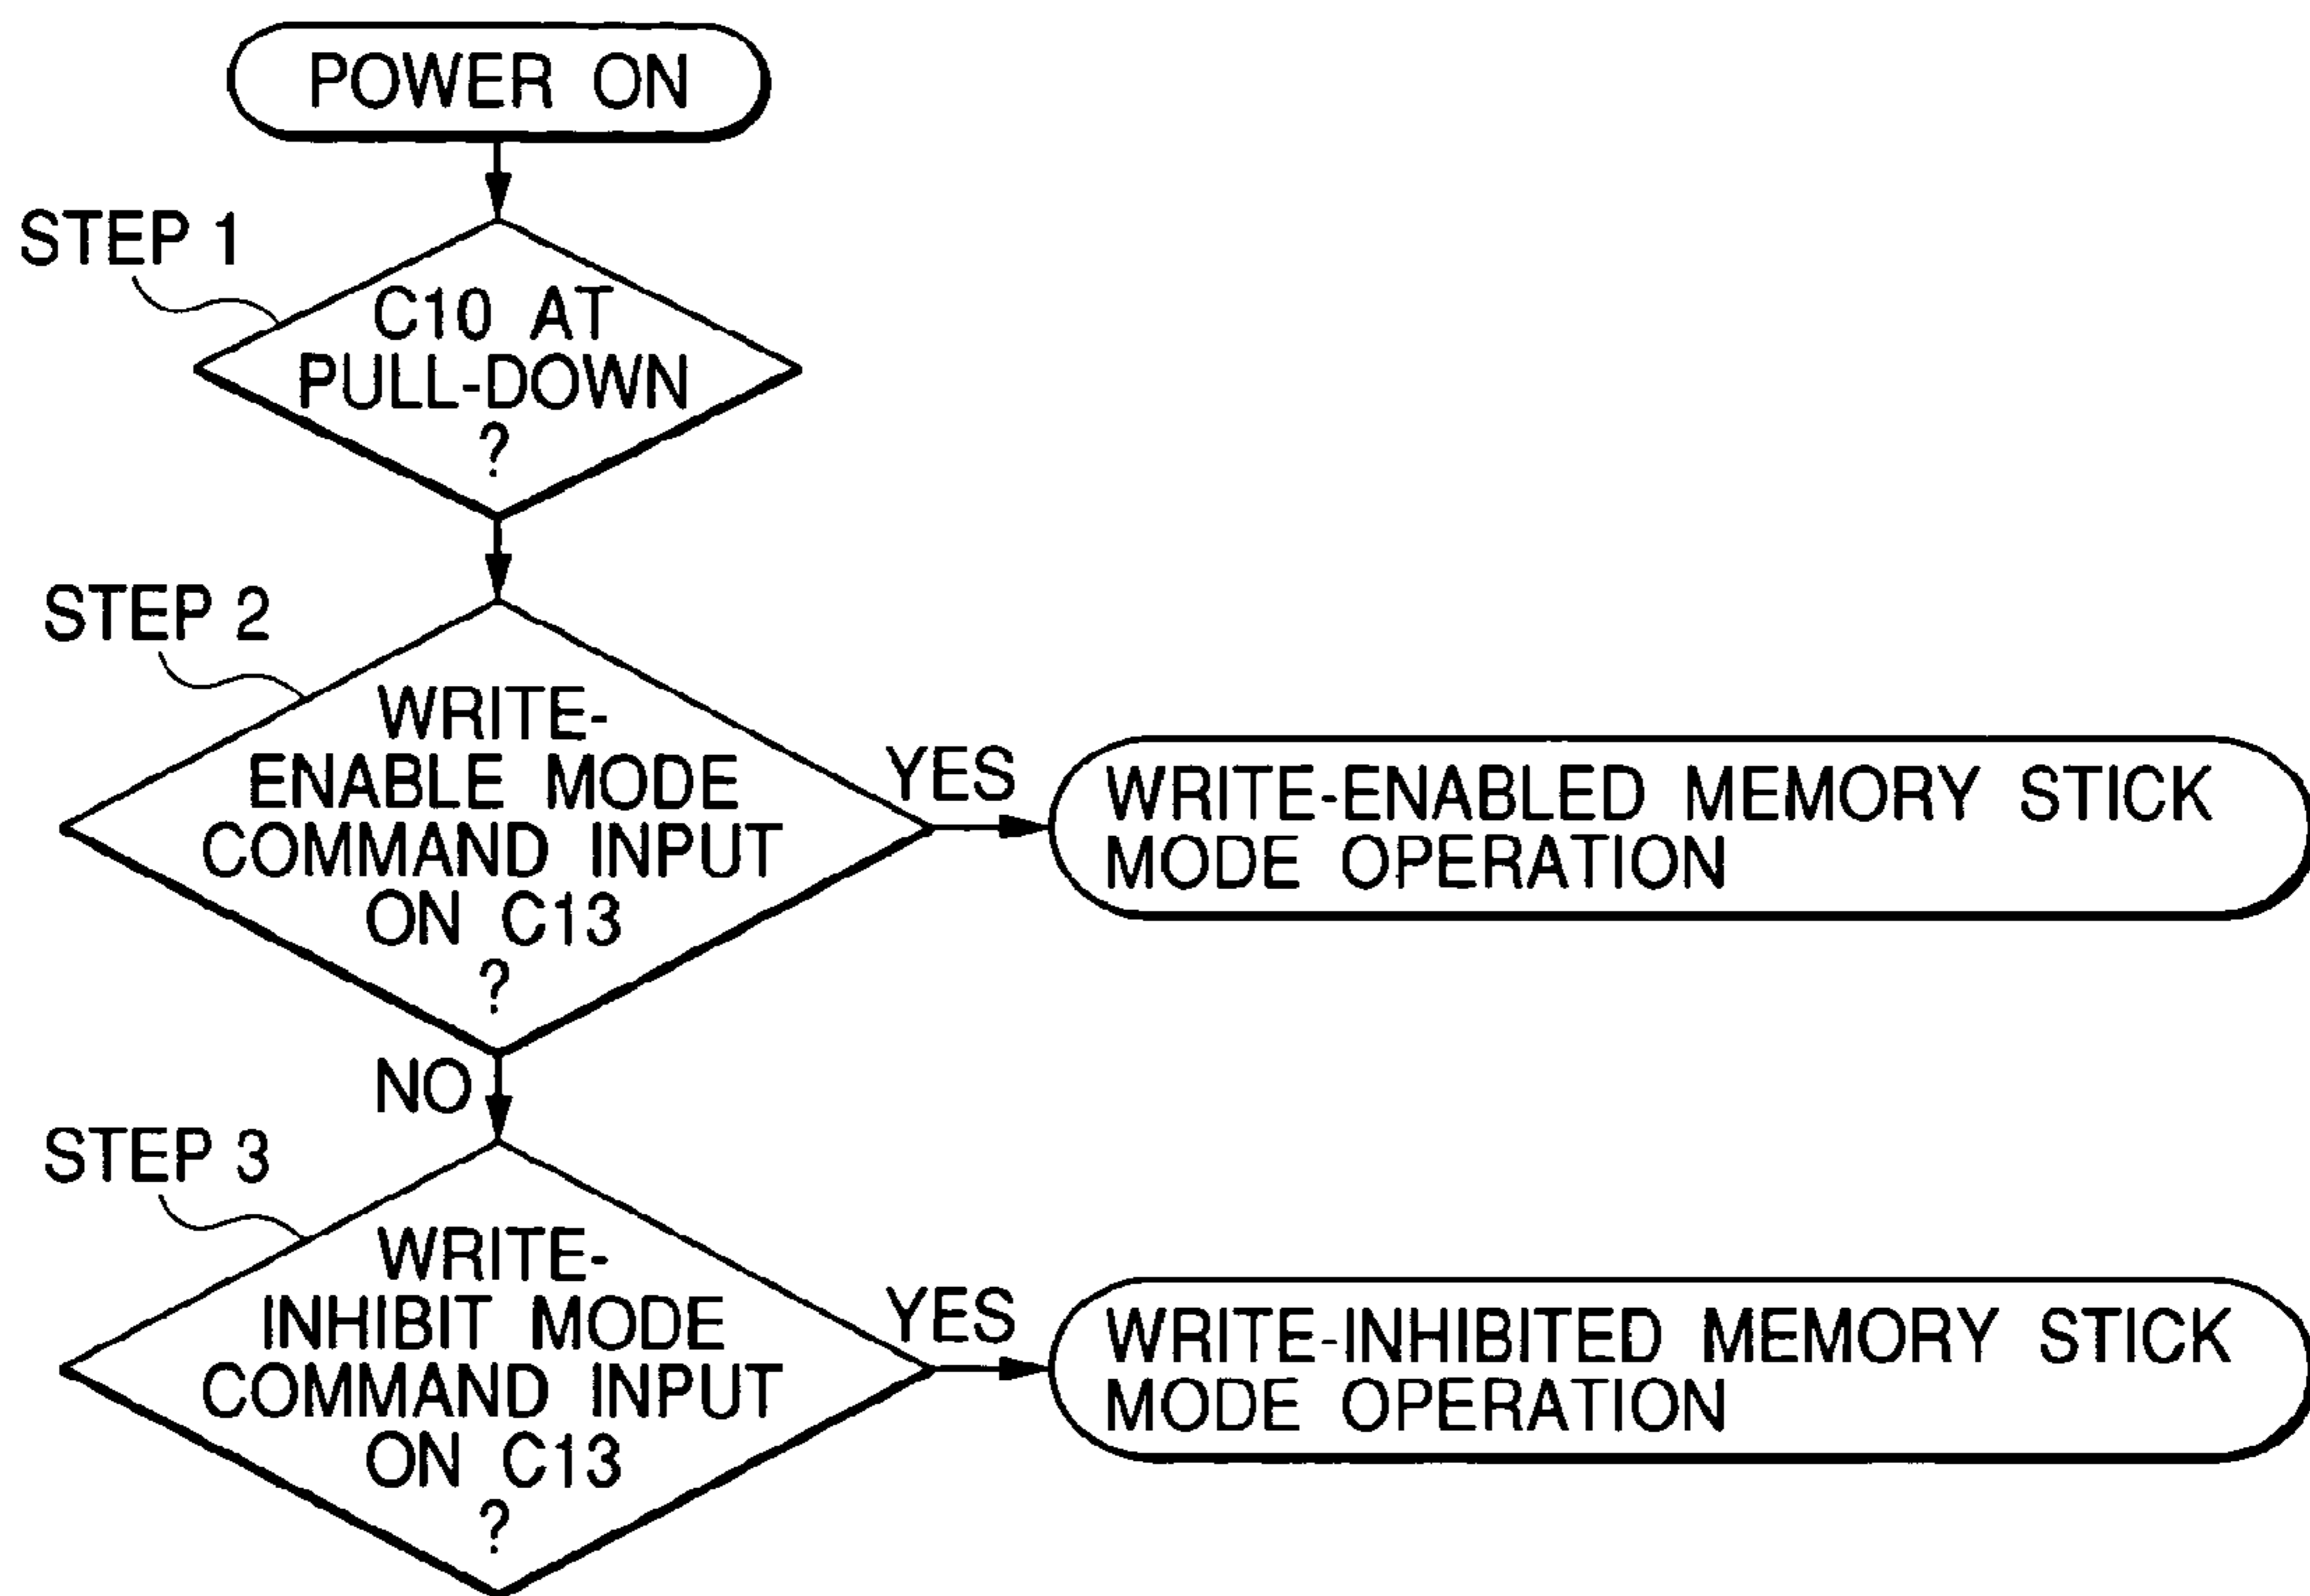 POWER ON
STEP 1
C10 AT
PULL-DOWN
?
STEP 2
WRITE-
ENABLE MODE
COMMAND INPUT
ON C13
?
YES
WRITE-ENABLED MEMORY STICK
MODE OPERATION
NO
STEP 3
WRITE-
INHIBIT MODE
COMMAND INPUT
ON C13
?
YES
WRITE-INHIBITED MEMORY STICK
MODE OPERATION